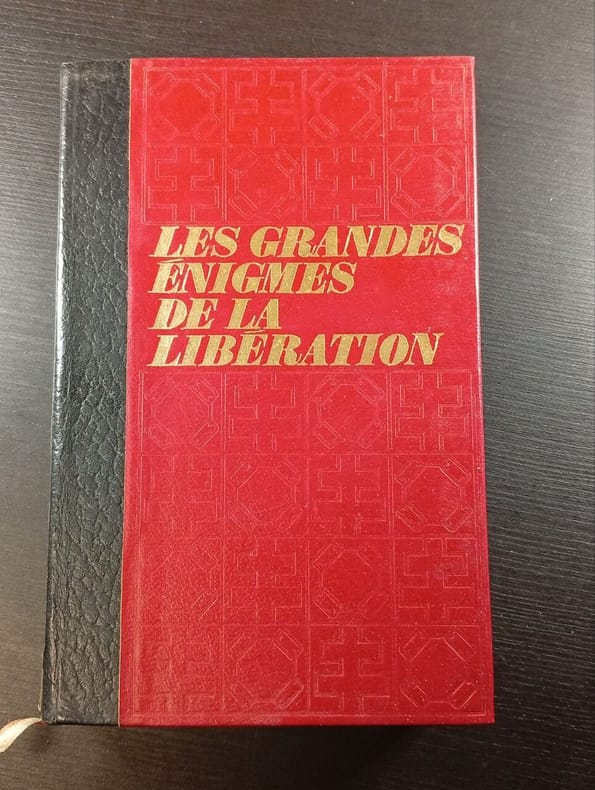 LES GRANDES
ÉNIGMES
DE LA
LIBÉRATION